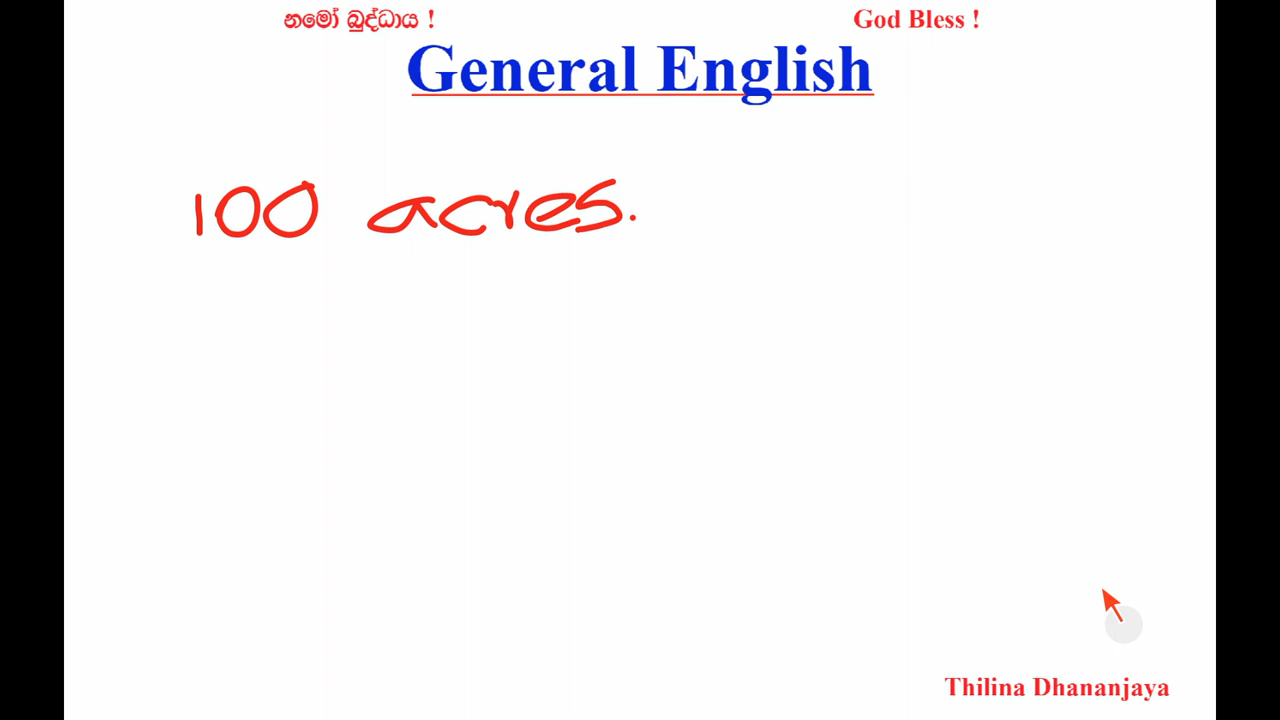 නමෝ බුද්ධාය ! God Bless !
General English
100 acres.
Thilina Dhananjaya